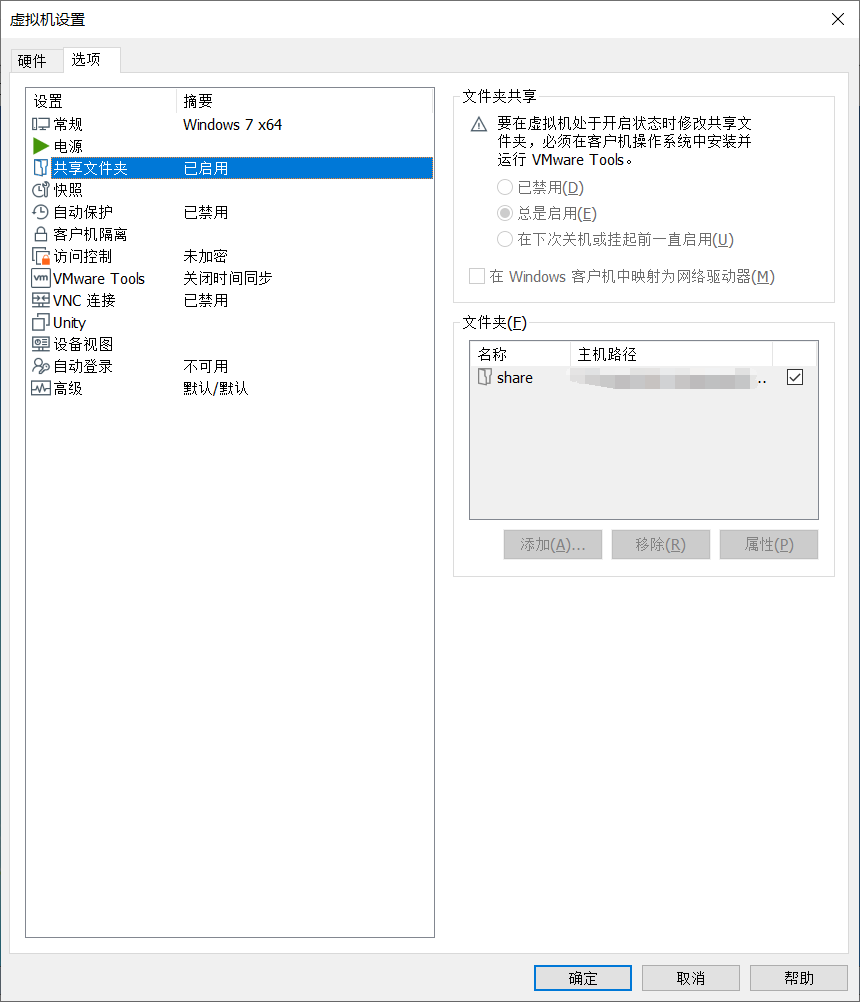 虚拟机设置
硬件
选项
设置
摘要
常规
Windows 7 x64
电源
共享文件夹
已启用
快照
自动保护
已禁用
客户机隔离
访问控制
未加密
VMware Tools
关闭时间同步
VNC 连接
已禁用
Unity
设备视图
自动登录
不可用
高级
默认/默认
文件夹共享
要在虚拟机处于开启状态时修改共享文
件夹，必须在客户机操作系统中安装并
运行 VMware Tools。
已禁用(D)
总是启用(E)
在下次关机或挂起前一直启用(U)
在 Windows 客户机中映射为网络驱动器(M)
文件夹(F)
名称
主机路径
share
..
添加(A)...
移除(R)
属性(P)
确定
取消
帮助